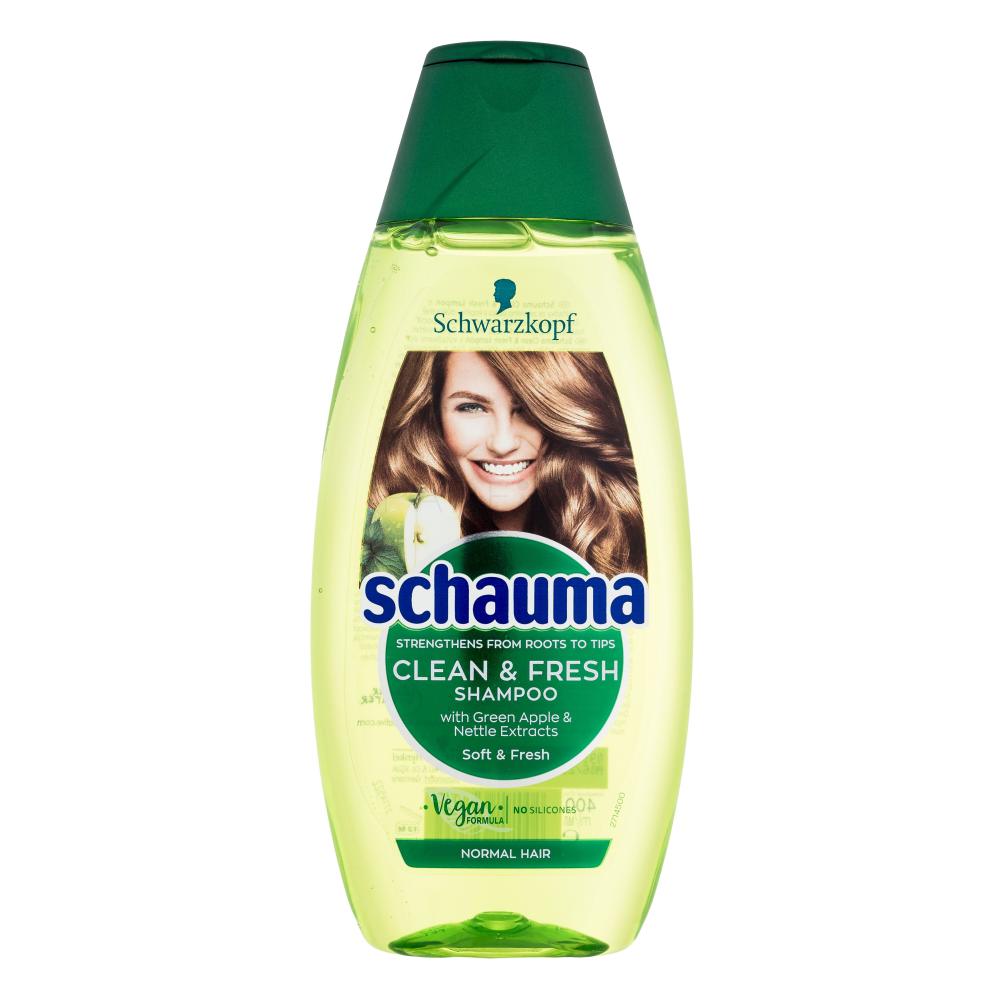 Schwarzkopf
schauma
STRENGTHENS FROM ROOTS TO TIPS
CLEAN & FRESH
SHAMPOO
with Green Apple &
Nettle Extracts
Soft & Fresh
Vegan FORMULA | NO SILICONES
2714500
NORMAL HAIR